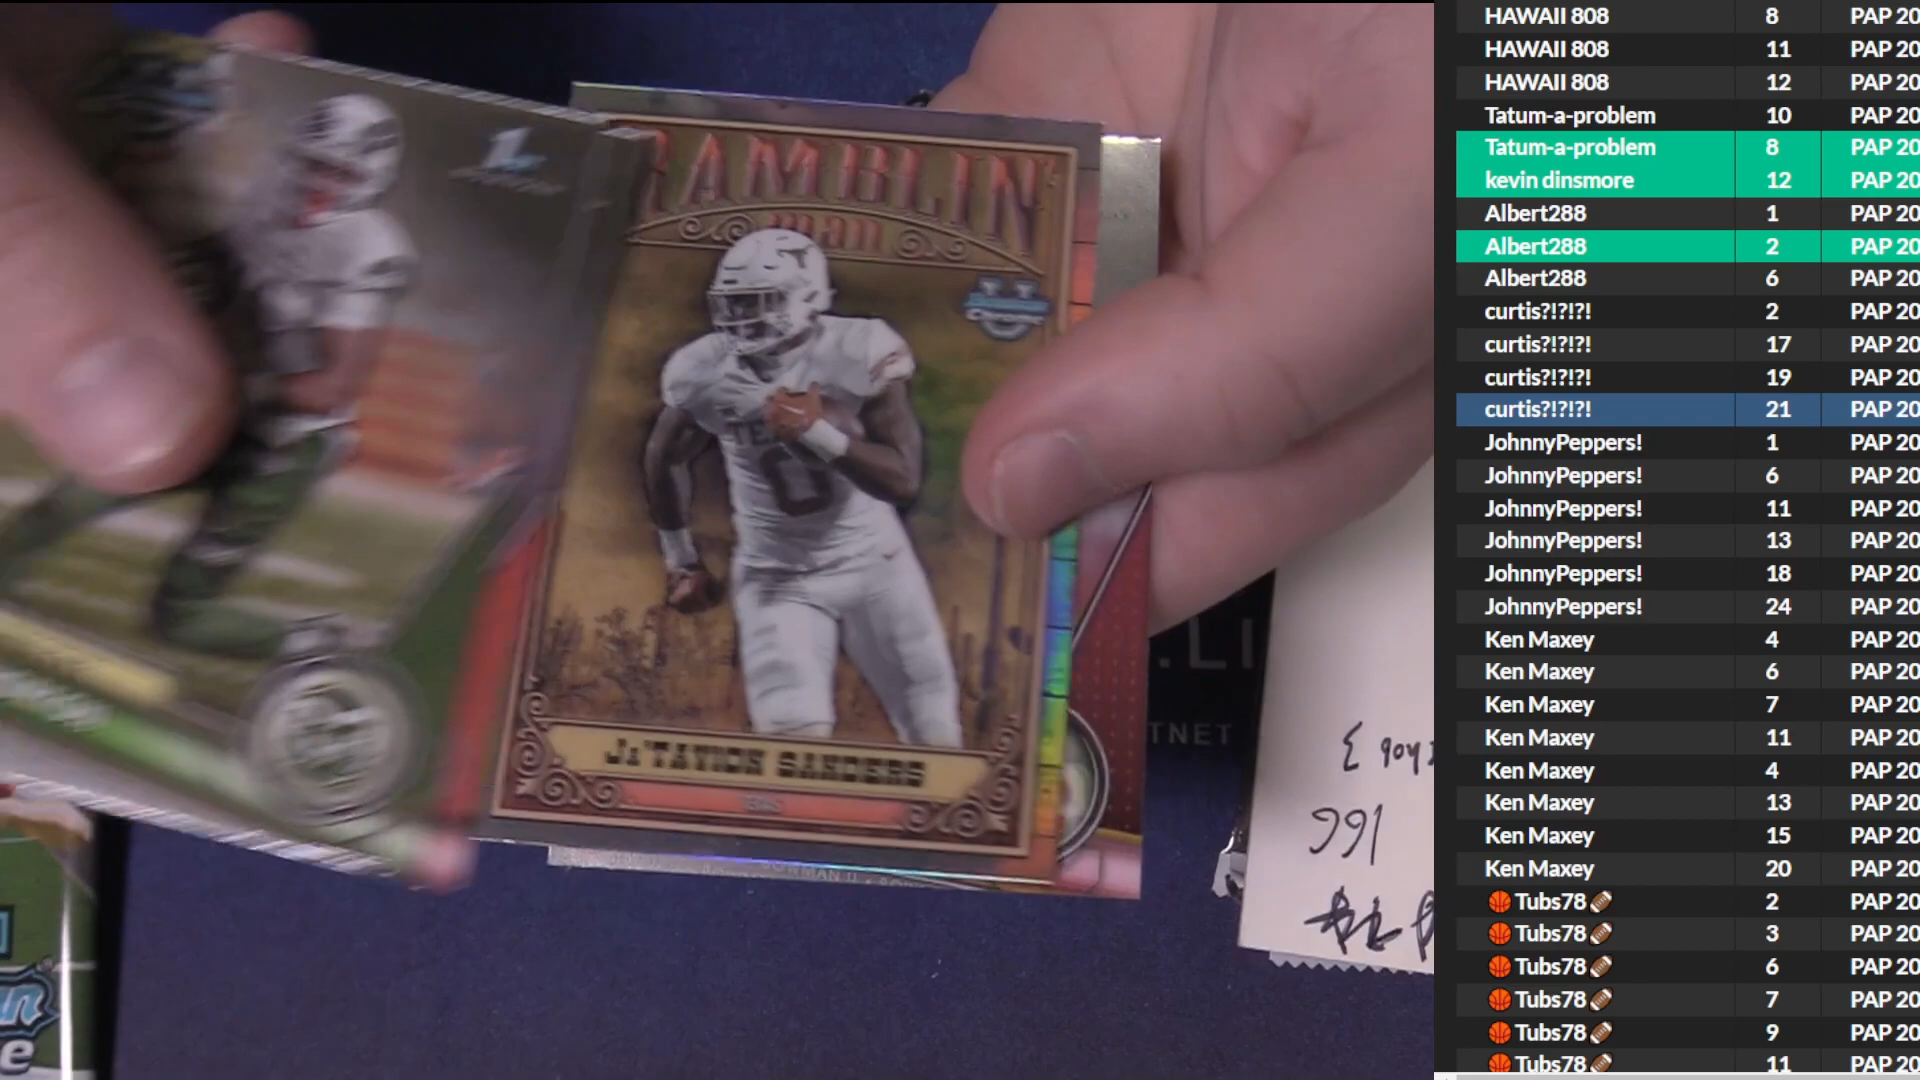 RAMBLIN
man
TEXAS
0
JA'TAVION SANDERS
.LI
TNET
991
an
e
HAWAII 808 8 PAP 20
HAWAII 808 11 PAP 20
HAWAII 808 12 PAP 20
Tatum-a-problem 10 PAP 20
Tatum-a-problem 8 PAP 20
kevin dinsmore 12 PAP 20
Albert288 1 PAP 20
Albert288 2 PAP 20
Albert288 6 PAP 20
curtis?!?!?! 2 PAP 20
curtis?!?!?! 17 PAP 20
curtis?!?!?! 19 PAP 20
curtis?!?!?! 21 PAP 20
JohnnyPeppers! 1 PAP 20
JohnnyPeppers! 6 PAP 20
JohnnyPeppers! 11 PAP 20
JohnnyPeppers! 13 PAP 20
JohnnyPeppers! 18 PAP 20
JohnnyPeppers! 24 PAP 20
Ken Maxey 4 PAP 20
Ken Maxey 6 PAP 20
Ken Maxey 7 PAP 20
Ken Maxey 11 PAP 20
Ken Maxey 4 PAP 20
Ken Maxey 13 PAP 20
Ken Maxey 15 PAP 20
Ken Maxey 20 PAP 20
🏀 Tubs78🏈 2 PAP 20
🏀 Tubs78🏈 3 PAP 20
🏀 Tubs78🏈 6 PAP 20
🏀 Tubs78🏈 7 PAP 20
🏀 Tubs78🏈 9 PAP 20
🏀 Tubs78🏈 11 PAP 20